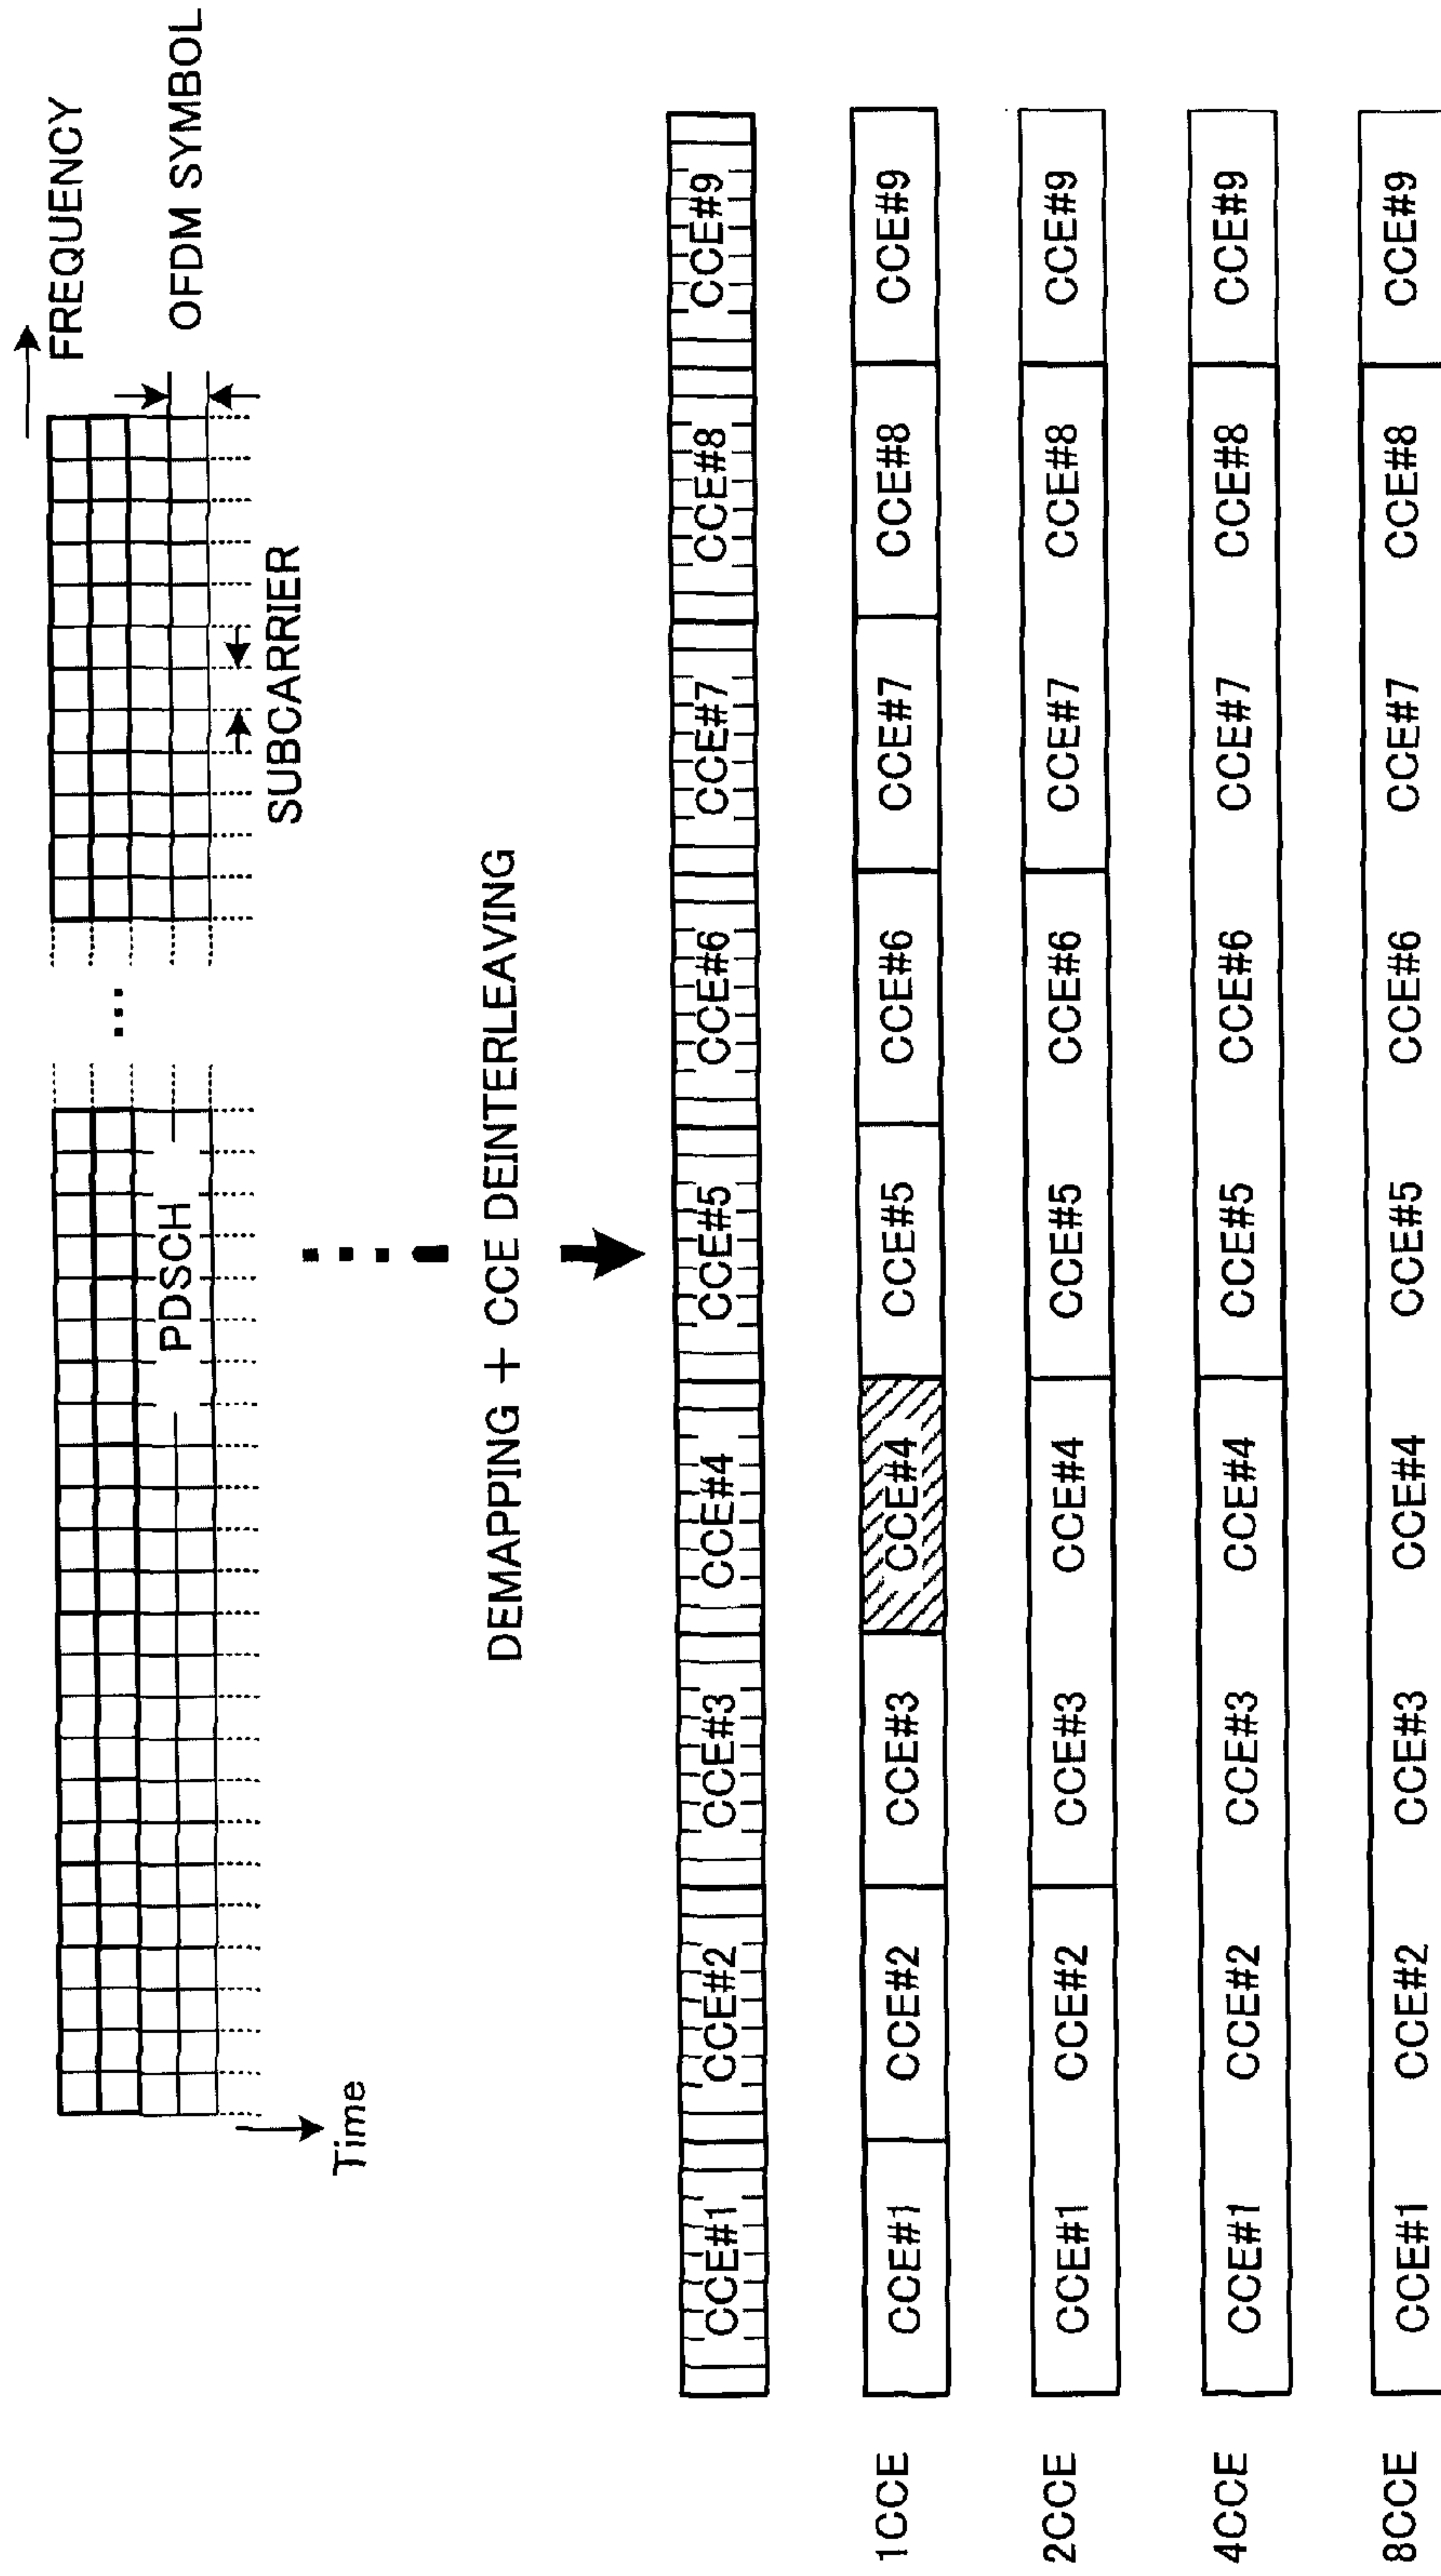 FREQUENCY
OFDM SYMBOL
SUBCARRIER
PDSCH
Time
DEMAPPING + CCE DEINTERLEAVING
CCE#1 CCE#2 CCE#3 CCE#4 CCE#5 CCE#6 CCE#7 CCE#8 CCE#9
1CCE CCE#1 CCE#2 CCE#3 CCE#4 CCE#5 CCE#6 CCE#7 CCE#8 CCE#9
2CCE CCE#1 CCE#2 CCE#3 CCE#4 CCE#5 CCE#6 CCE#7 CCE#8 CCE#9
4CCE CCE#1 CCE#2 CCE#3 CCE#4 CCE#5 CCE#6 CCE#7 CCE#8 CCE#9
8CCE CCE#1 CCE#2 CCE#3 CCE#4 CCE#5 CCE#6 CCE#7 CCE#8 CCE#9